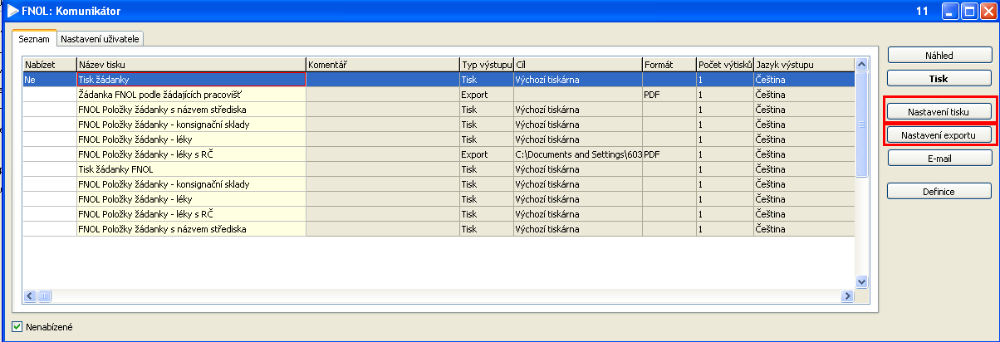 FNOL: Komunikátor 11
Seznam Nastavení uživatele
Nabízet Název tisku Komentář Typ výstupu Cíl Formát Počet výtisků Jazyk výstupu
Ne Tisk žádanky Tisk Výchozí tiskárna 1 Čeština
Žádanka FNOL podle žádajících pracovišť Export PDF 1 Čeština
FNOL Položky žádanky s názvem střediska Tisk Výchozí tiskárna 1 Čeština
FNOL Položky žádanky - konsignační sklady Tisk Výchozí tiskárna 1 Čeština
FNOL Položky žádanky - léky Tisk Výchozí tiskárna 1 Čeština
FNOL Položky žádanky - léky s RČ Export C:\Documents and Settings\603 PDF 1 Čeština
Tisk žádanky FNOL Tisk Výchozí tiskárna 1 Čeština
FNOL Položky žádanky - konsignační sklady Tisk Výchozí tiskárna 1 Čeština
FNOL Položky žádanky - léky Tisk Výchozí tiskárna 1 Čeština
FNOL Položky žádanky - léky s RČ Tisk Výchozí tiskárna 1 Čeština
FNOL Položky žádanky s názvem střediska Tisk Výchozí tiskárna 1 Čeština
Náhled
Tisk
Nastavení tisku
Nastavení exportu
E-mail
Definice
Nenabízené